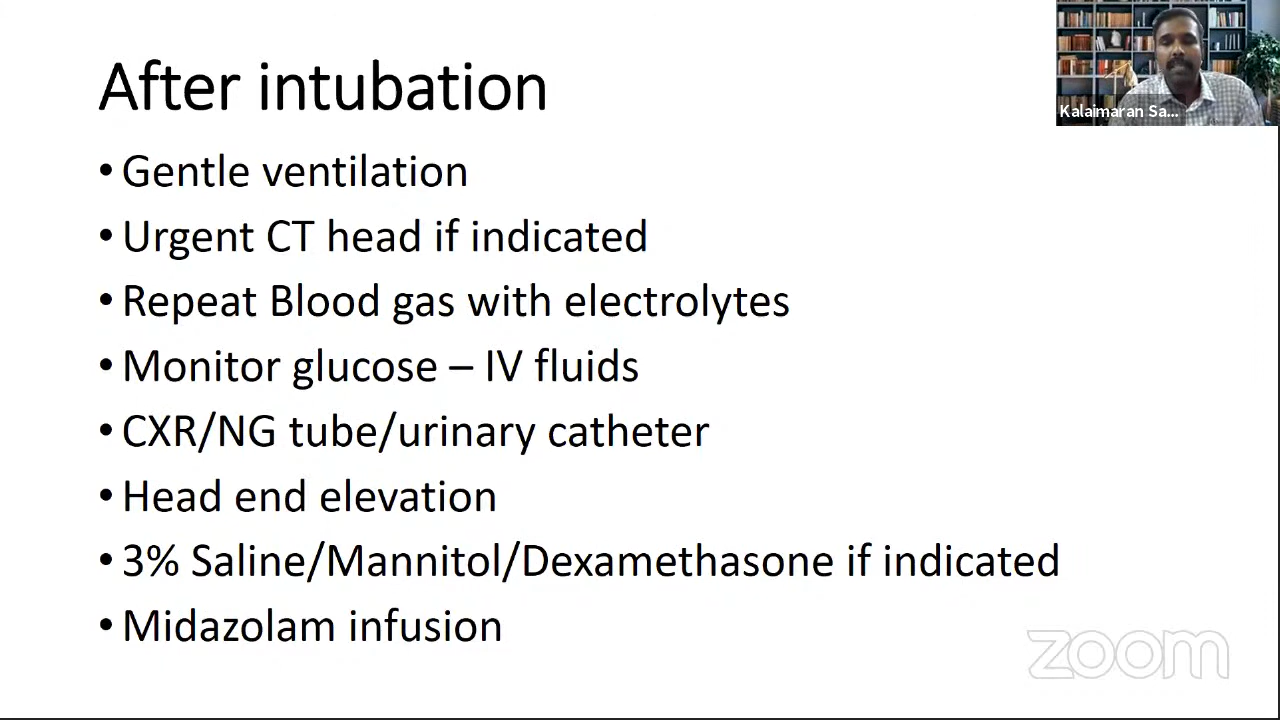 After intubation
• Gentle ventilation
• Urgent CT head if indicated
• Repeat Blood gas with electrolytes
• Monitor glucose – IV fluids
• CXR/NG tube/urinary catheter
• Head end elevation
• 3% Saline/Mannitol/Dexamethasone if indicated
• Midazolam infusion
Kalaimaran Sa...
zoom